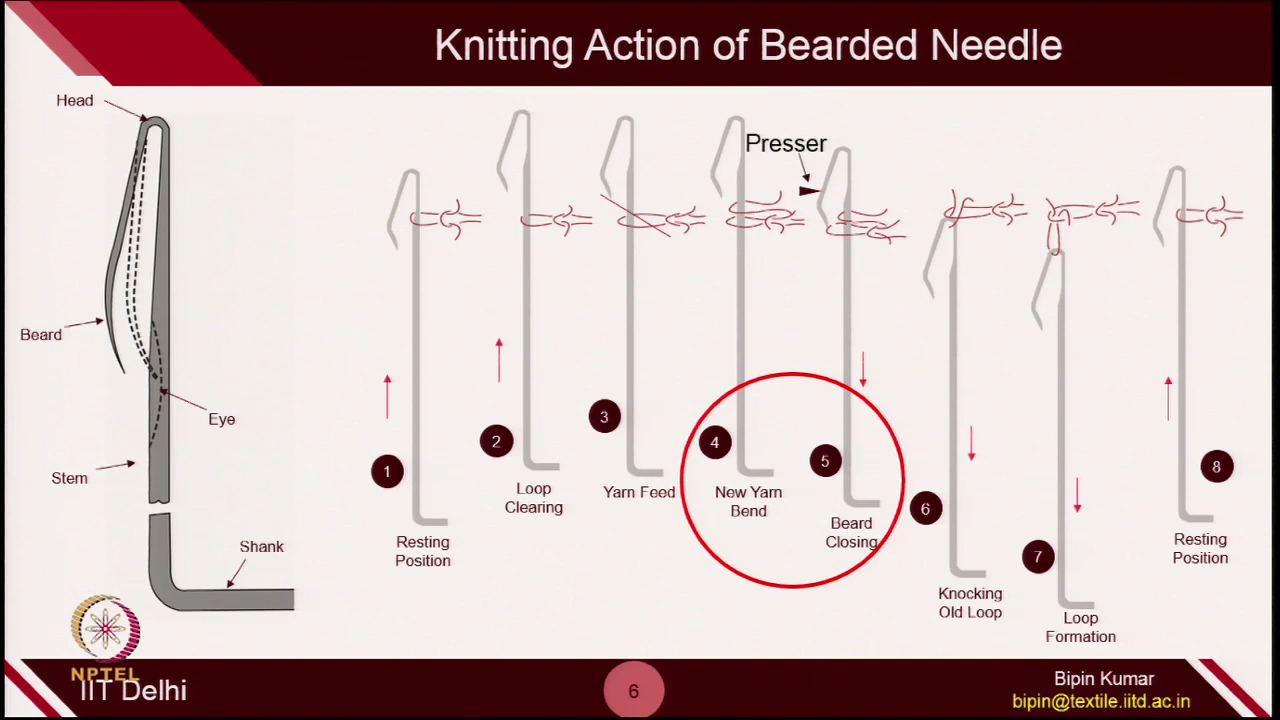 Knitting Action of Bearded Needle
Head
Beard
Eye
Stem
Shank
Presser
1
Resting
Position
2
Loop
Clearing
3
Yarn Feed
4
New Yarn
Bend
5
Beard
Closing
6
Knocking
Old Loop
7
Loop
Formation
8
Resting
Position
NPTEL
IIT Delhi
6
Bipin Kumar
bipin@textile.iitd.ac.in